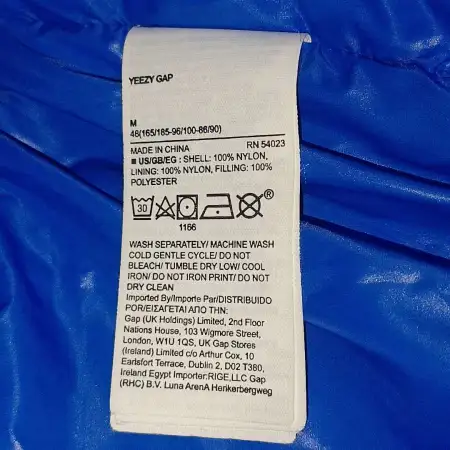 YEEZY GAP
M
48(165/185-96/100-86/90)
MADE IN CHINA RN 54023
■ US/GB/EG : SHELL: 100% NYLON,
LINING: 100% NYLON, FILLING: 100%
POLYESTER
30 ®
1166
WASH SEPARATELY/ MACHINE WASH
COLD GENTLE CYCLE/ DO NOT
BLEACH/ TUMBLE DRY LOW/ COOL
IRON/ DO NOT IRON PRINT/ DO NOT
DRY CLEAN
Imported By/Importe Par/DISTRIBUIDO
POR/ΕΙΣΑΓΕΤΑΙ ΑΠΟ ΤΗΝ:
Gap (UK Holdings) Limited, 2nd Floor
Nations House, 103 Wigmore Street,
London, W1U 1QS, UK Gap Stores
(Ireland) Limited c/o Arthur Cox, 10
Earlsfort Terrace, Dublin 2, D02 T380,
Ireland Egypt Importer:RIGE,LLC Gap
(RHC) B.V. Luna ArenA Herikerbergweg